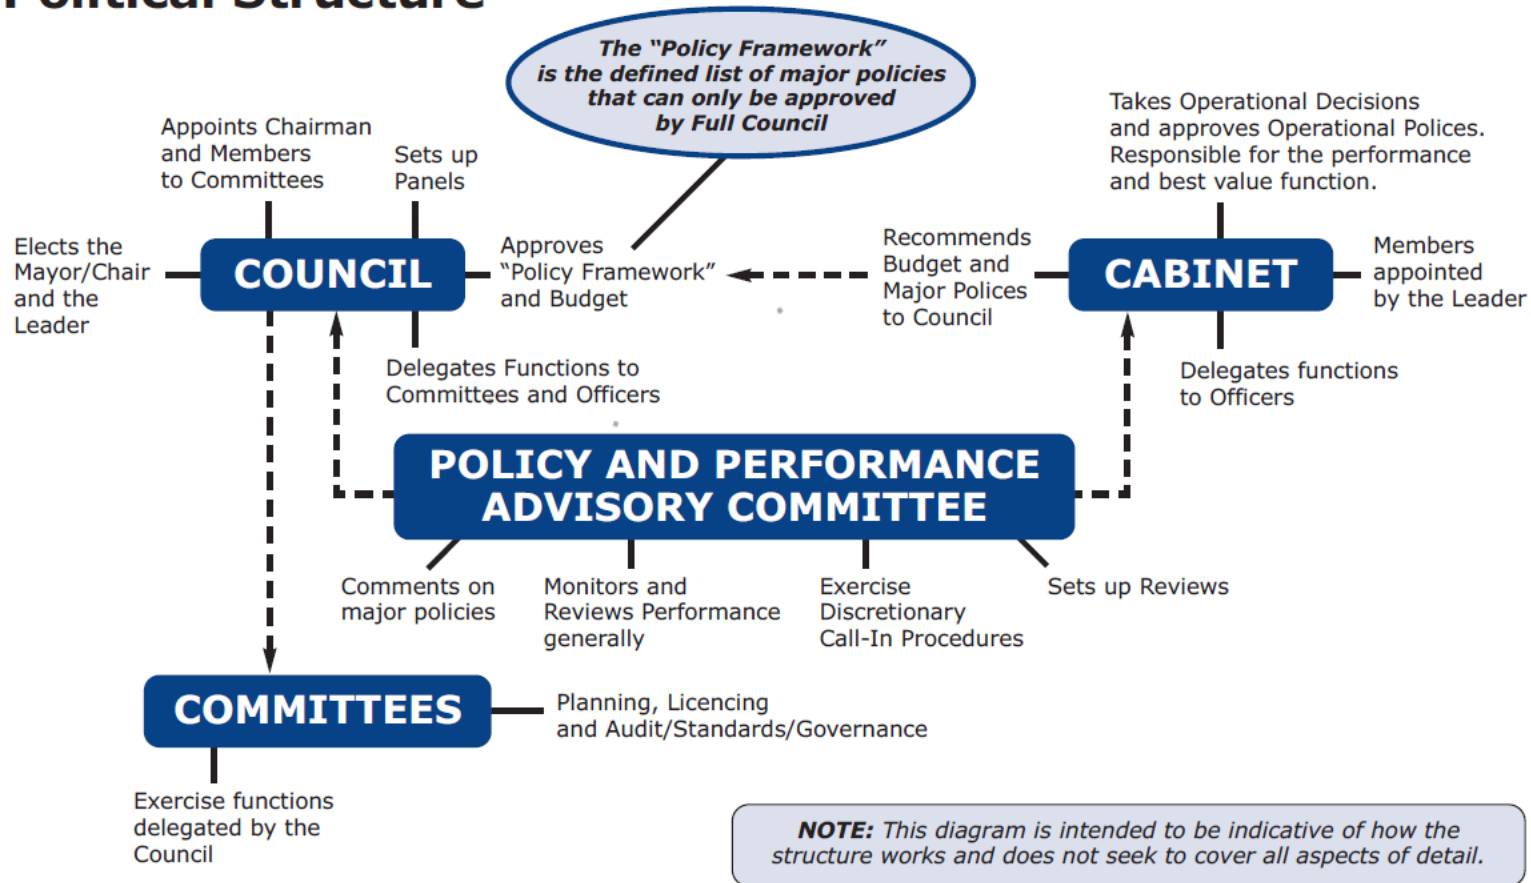 Political Structure
The “Policy Framework”
is the defined list of major policies
that can only be approved
by Full Council
Appoints Chairman
and Members
to Committees
Sets up
Panels
Takes Operational Decisions
and approves Operational Polices.
Responsible for the performance
and best value function.
Elects the
Mayor/Chair
and the
Leader
COUNCIL
Approves
“Policy Framework”
and Budget
Recommends
Budget and
Major Polices
to Council
CABINET
Members
appointed
by the Leader
Delegates Functions to
Committees and Officers
Delegates functions
to Officers
POLICY AND PERFORMANCE
ADVISORY COMMITTEE
Comments on
major policies
Monitors and
Reviews Performance
generally
Exercise
Discretionary
Call-In Procedures
Sets up Reviews
COMMITTEES
Planning, Licencing
and Audit/Standards/Governance
Exercise functions
delegated by the
Council
NOTE: This diagram is intended to be indicative of how the
structure works and does not seek to cover all aspects of detail.